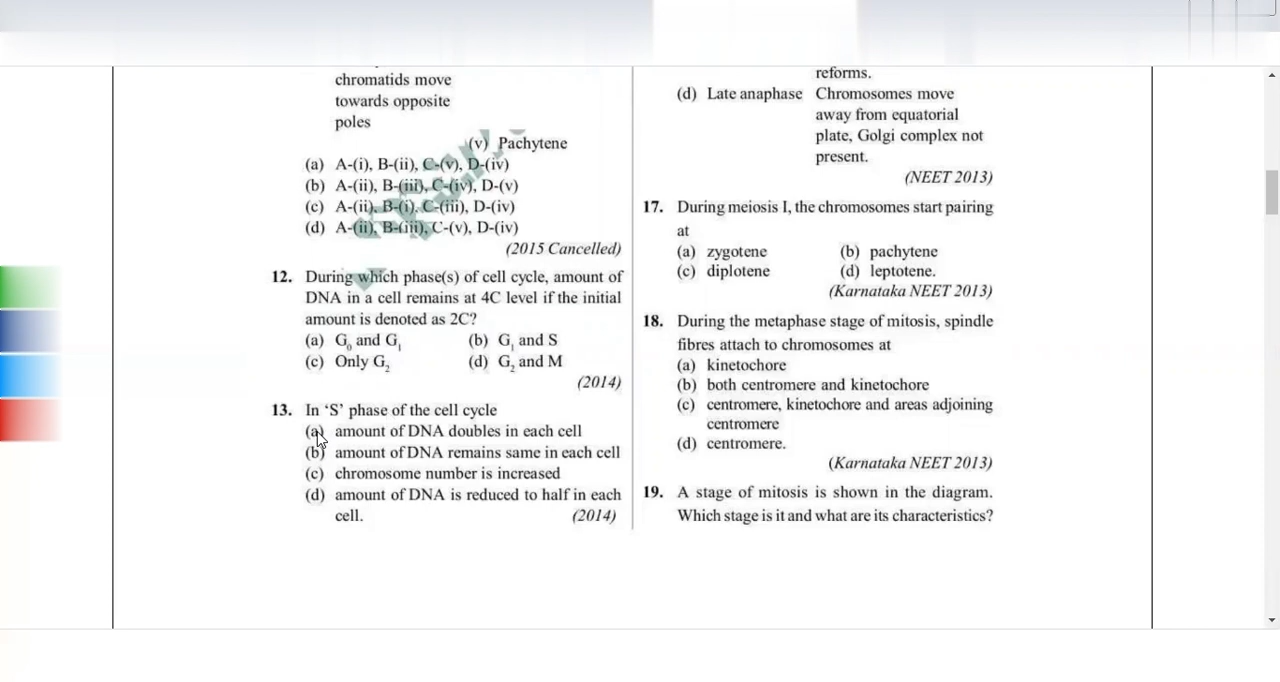 chromatids move
towards opposite
poles
(v) Pachytene
(a) A-(i), B-(ii), C-(v), D-(iv)
(b) A-(ii), B-(iii), C-(iv), D-(v)
(c) A-(ii), B-(i), C-(iii), D-(iv)
(d) A-(ii), B-(iii), C-(v), D-(iv)
(2015 Cancelled)
12. During which phase(s) of cell cycle, amount of
DNA in a cell remains at 4C level if the initial
amount is denoted as 2C?
(a) G0 and G1 (b) G1 and S
(c) Only G2 (d) G2 and M
(2014)
13. In ‘S’ phase of the cell cycle
(a) amount of DNA doubles in each cell
(b) amount of DNA remains same in each cell
(c) chromosome number is increased
(d) amount of DNA is reduced to half in each
cell. (2014)
reforms.
(d) Late anaphase Chromosomes move
away from equatorial
plate, Golgi complex not
present.
(NEET 2013)
17. During meiosis I, the chromosomes start pairing
at
(a) zygotene (b) pachytene
(c) diplotene (d) leptotene.
(Karnataka NEET 2013)
18. During the metaphase stage of mitosis, spindle
fibres attach to chromosomes at
(a) kinetochore
(b) both centromere and kinetochore
(c) centromere, kinetochore and areas adjoining
centromere
(d) centromere.
(Karnataka NEET 2013)
19. A stage of mitosis is shown in the diagram.
Which stage is it and what are its characteristics?